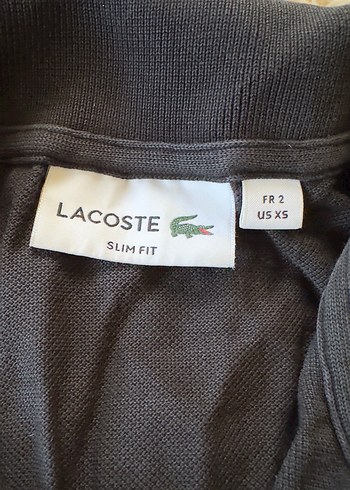 LACOSTE
SLIM FIT
FR 2
US XS